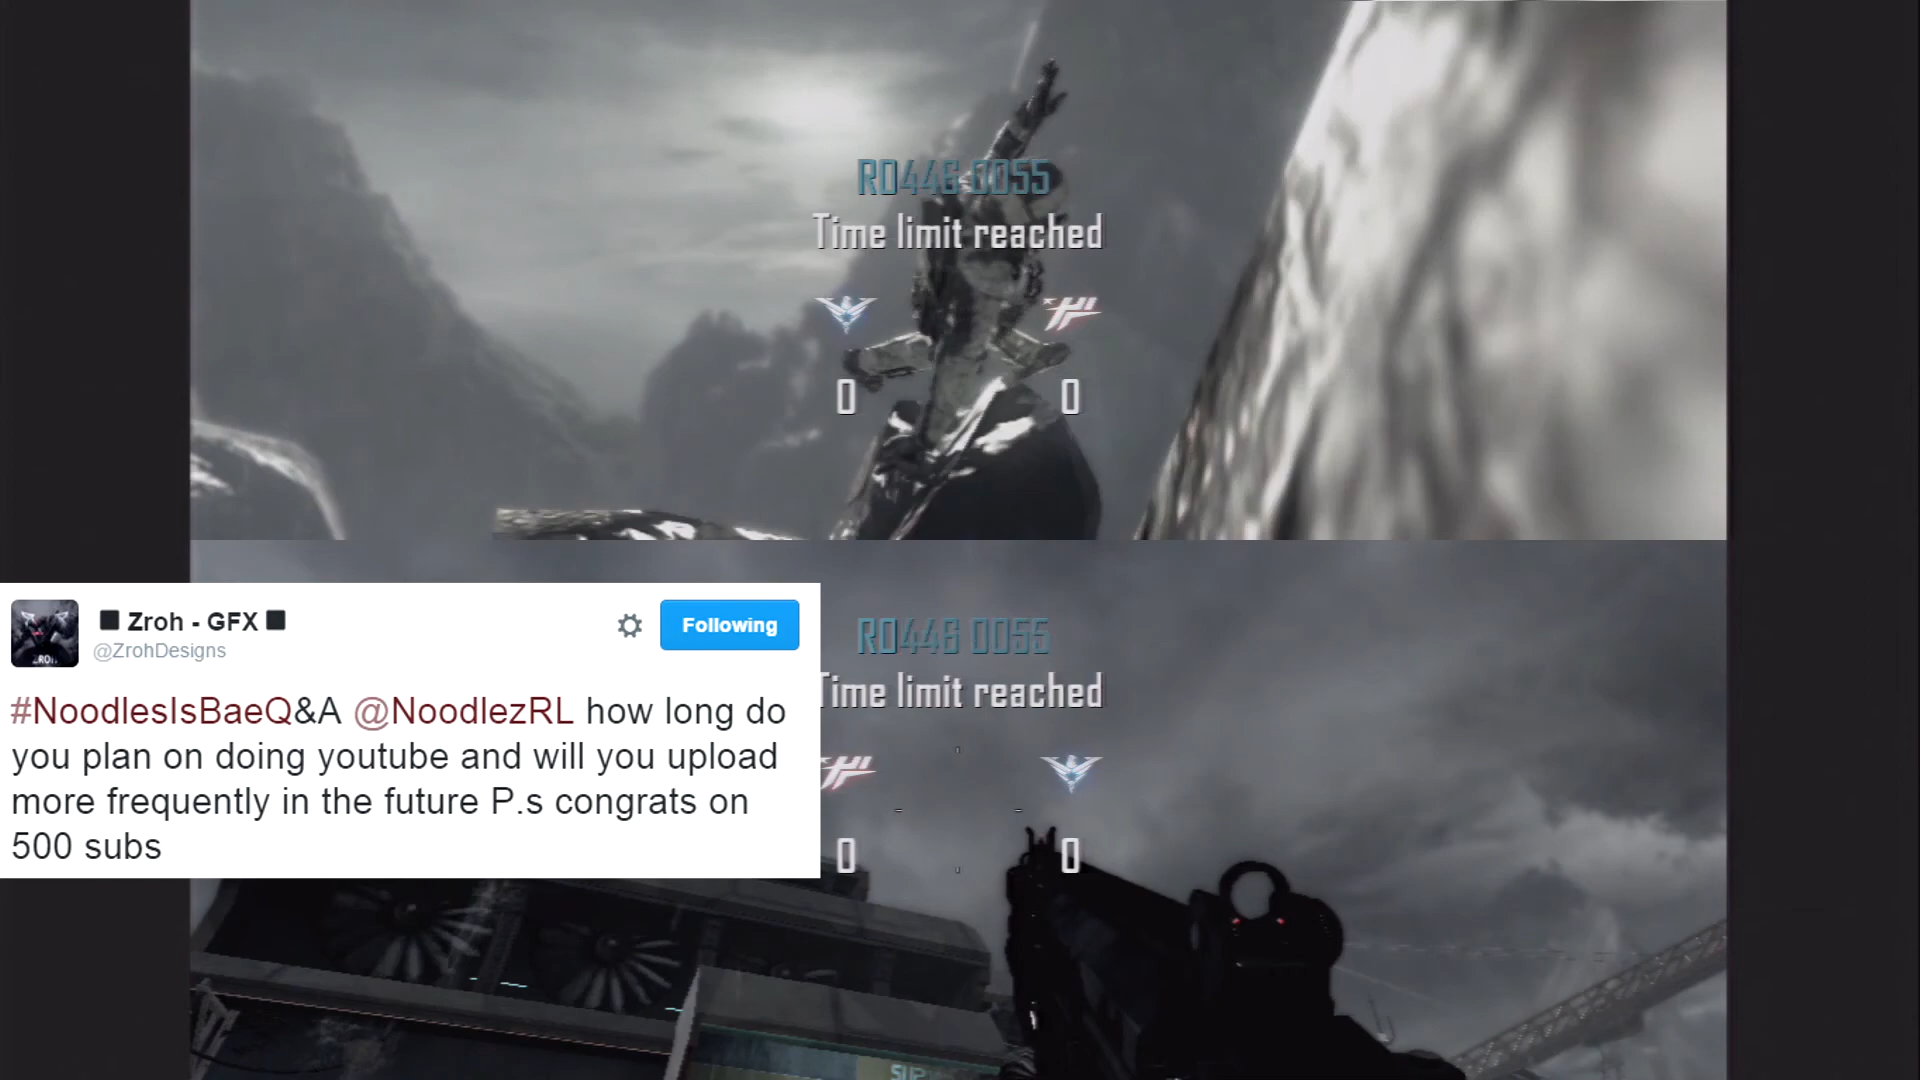 R0446 0055
Time limit reached
0 0
■ Zroh - GFX ■
Following
@ZrohDesigns
#NoodlesIsBaeQ&A @NoodlezRL how long do
you plan on doing youtube and will you upload
more frequently in the future P.s congrats on
500 subs
R0446 0055
Time limit reached
0 0